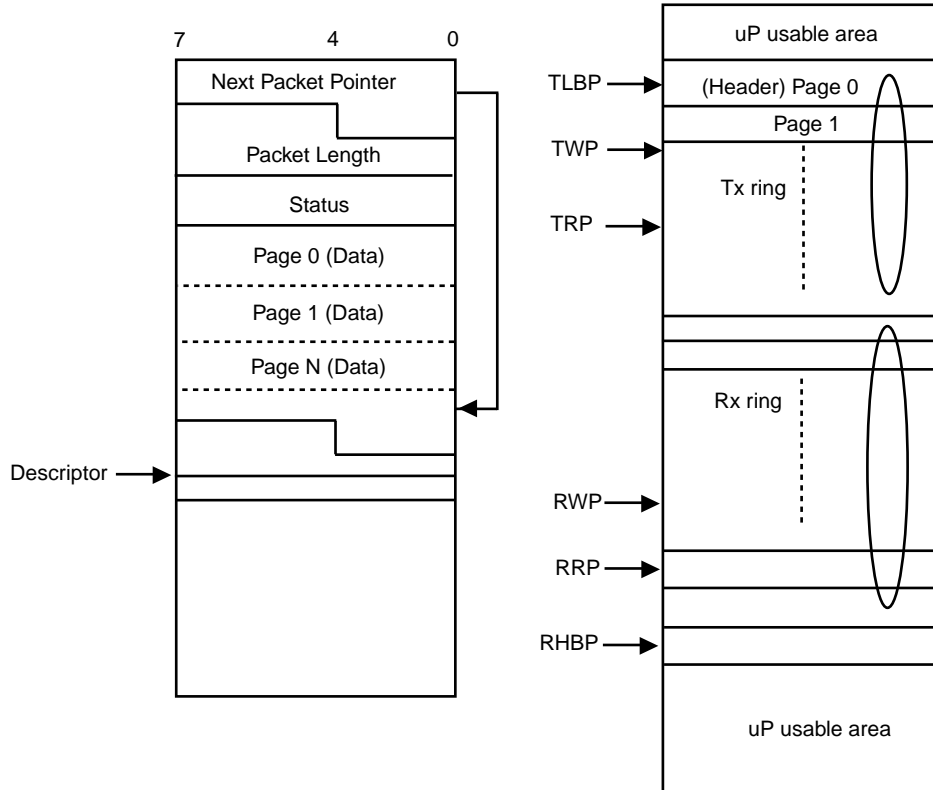 7 4 0
Next Packet Pointer
Packet Length
Status
Page 0 (Data)
Page 1 (Data)
Page N (Data)
Descriptor
uP usable area
TLBP
(Header) Page 0
Page 1
TWP
Tx ring
TRP
Rx ring
RWP
RRP
RHBP
uP usable area